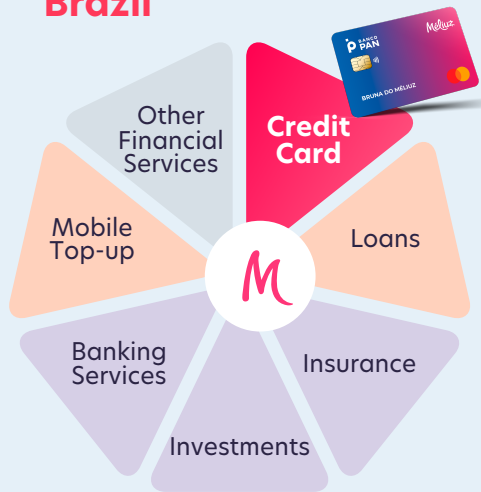 Brazil
BANCO
PAN
Méliuz
BRUNA DO MÉLIUZ
Credit
Card
Other
Financial
Services
Mobile
Top-up
Loans
M
Banking
Services
Insurance
Investments